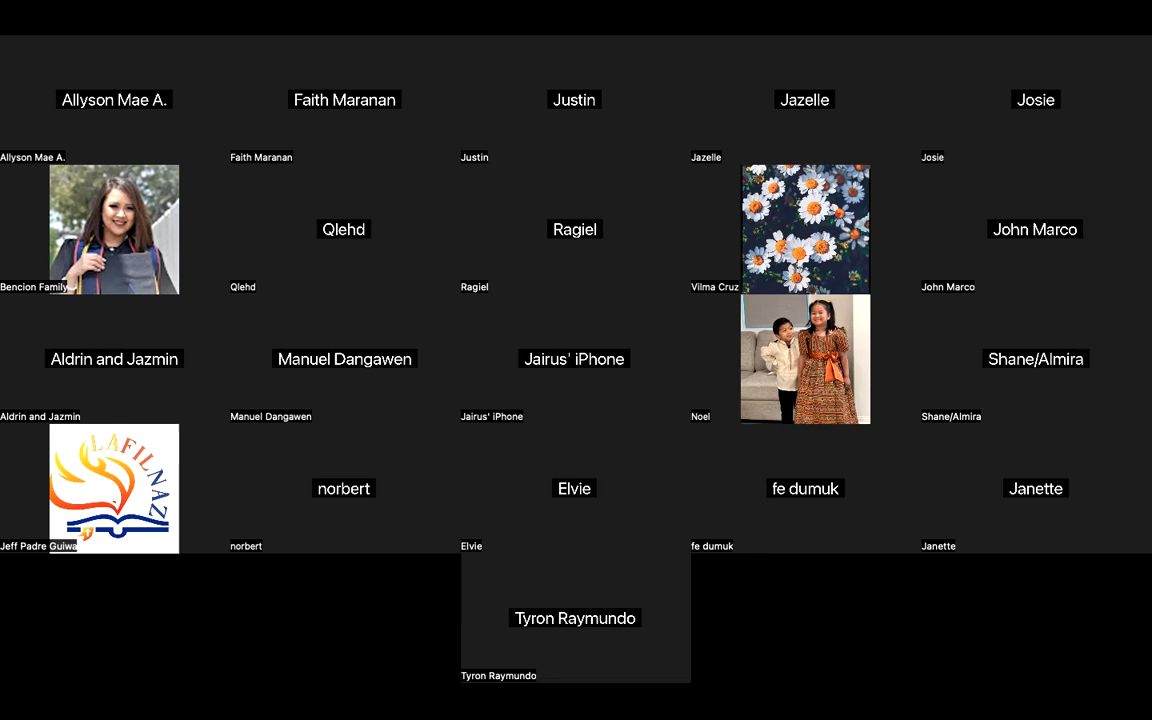 Allyson Mae A.
Faith Maranan
Justin
Jazelle
Josie
Allyson Mae A.
Faith Maranan
Justin
Jazelle
Josie
Qlehd
Ragiel
John Marco
Bencion Family
Qlehd
Ragiel
Vilma Cruz
John Marco
Aldrin and Jazmin
Manuel Dangawen
Jairus' iPhone
Shane/Almira
Aldrin and Jazmin
Manuel Dangawen
Jairus' iPhone
Noel
Shane/Almira
LAFILNAZ
norbert
Elvie
fe dumuk
Janette
Jeff Padre Guiwa
norbert
Elvie
fe dumuk
Janette
Tyron Raymundo
Tyron Raymundo